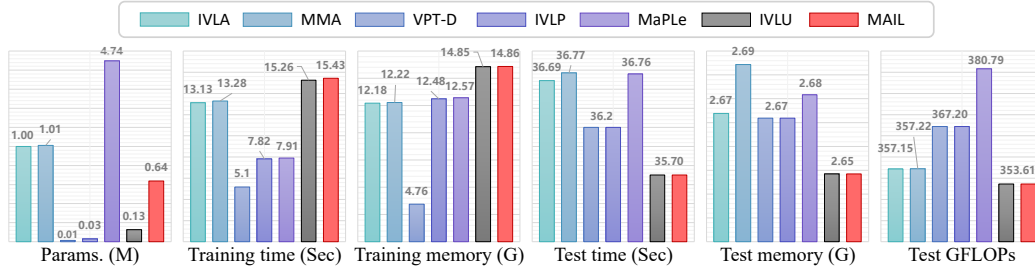 IVLA MMA VPT-D IVLP MaPLe IVLU MAIL
1.00 1.01 0.01 0.03 4.74 0.13 0.64
Params. (M)
13.13 13.28 5.1 7.82 7.91 15.26 15.43
Training time (Sec)
12.18 12.22 4.76 12.48 12.57 14.85 14.86
Training memory (G)
36.69 36.77 36.2 36.76 35.70
Test time (Sec)
2.67 2.69 2.67 2.68 2.65
Test memory (G)
357.15 357.22 367.20 380.79 353.61
Test GFLOPs